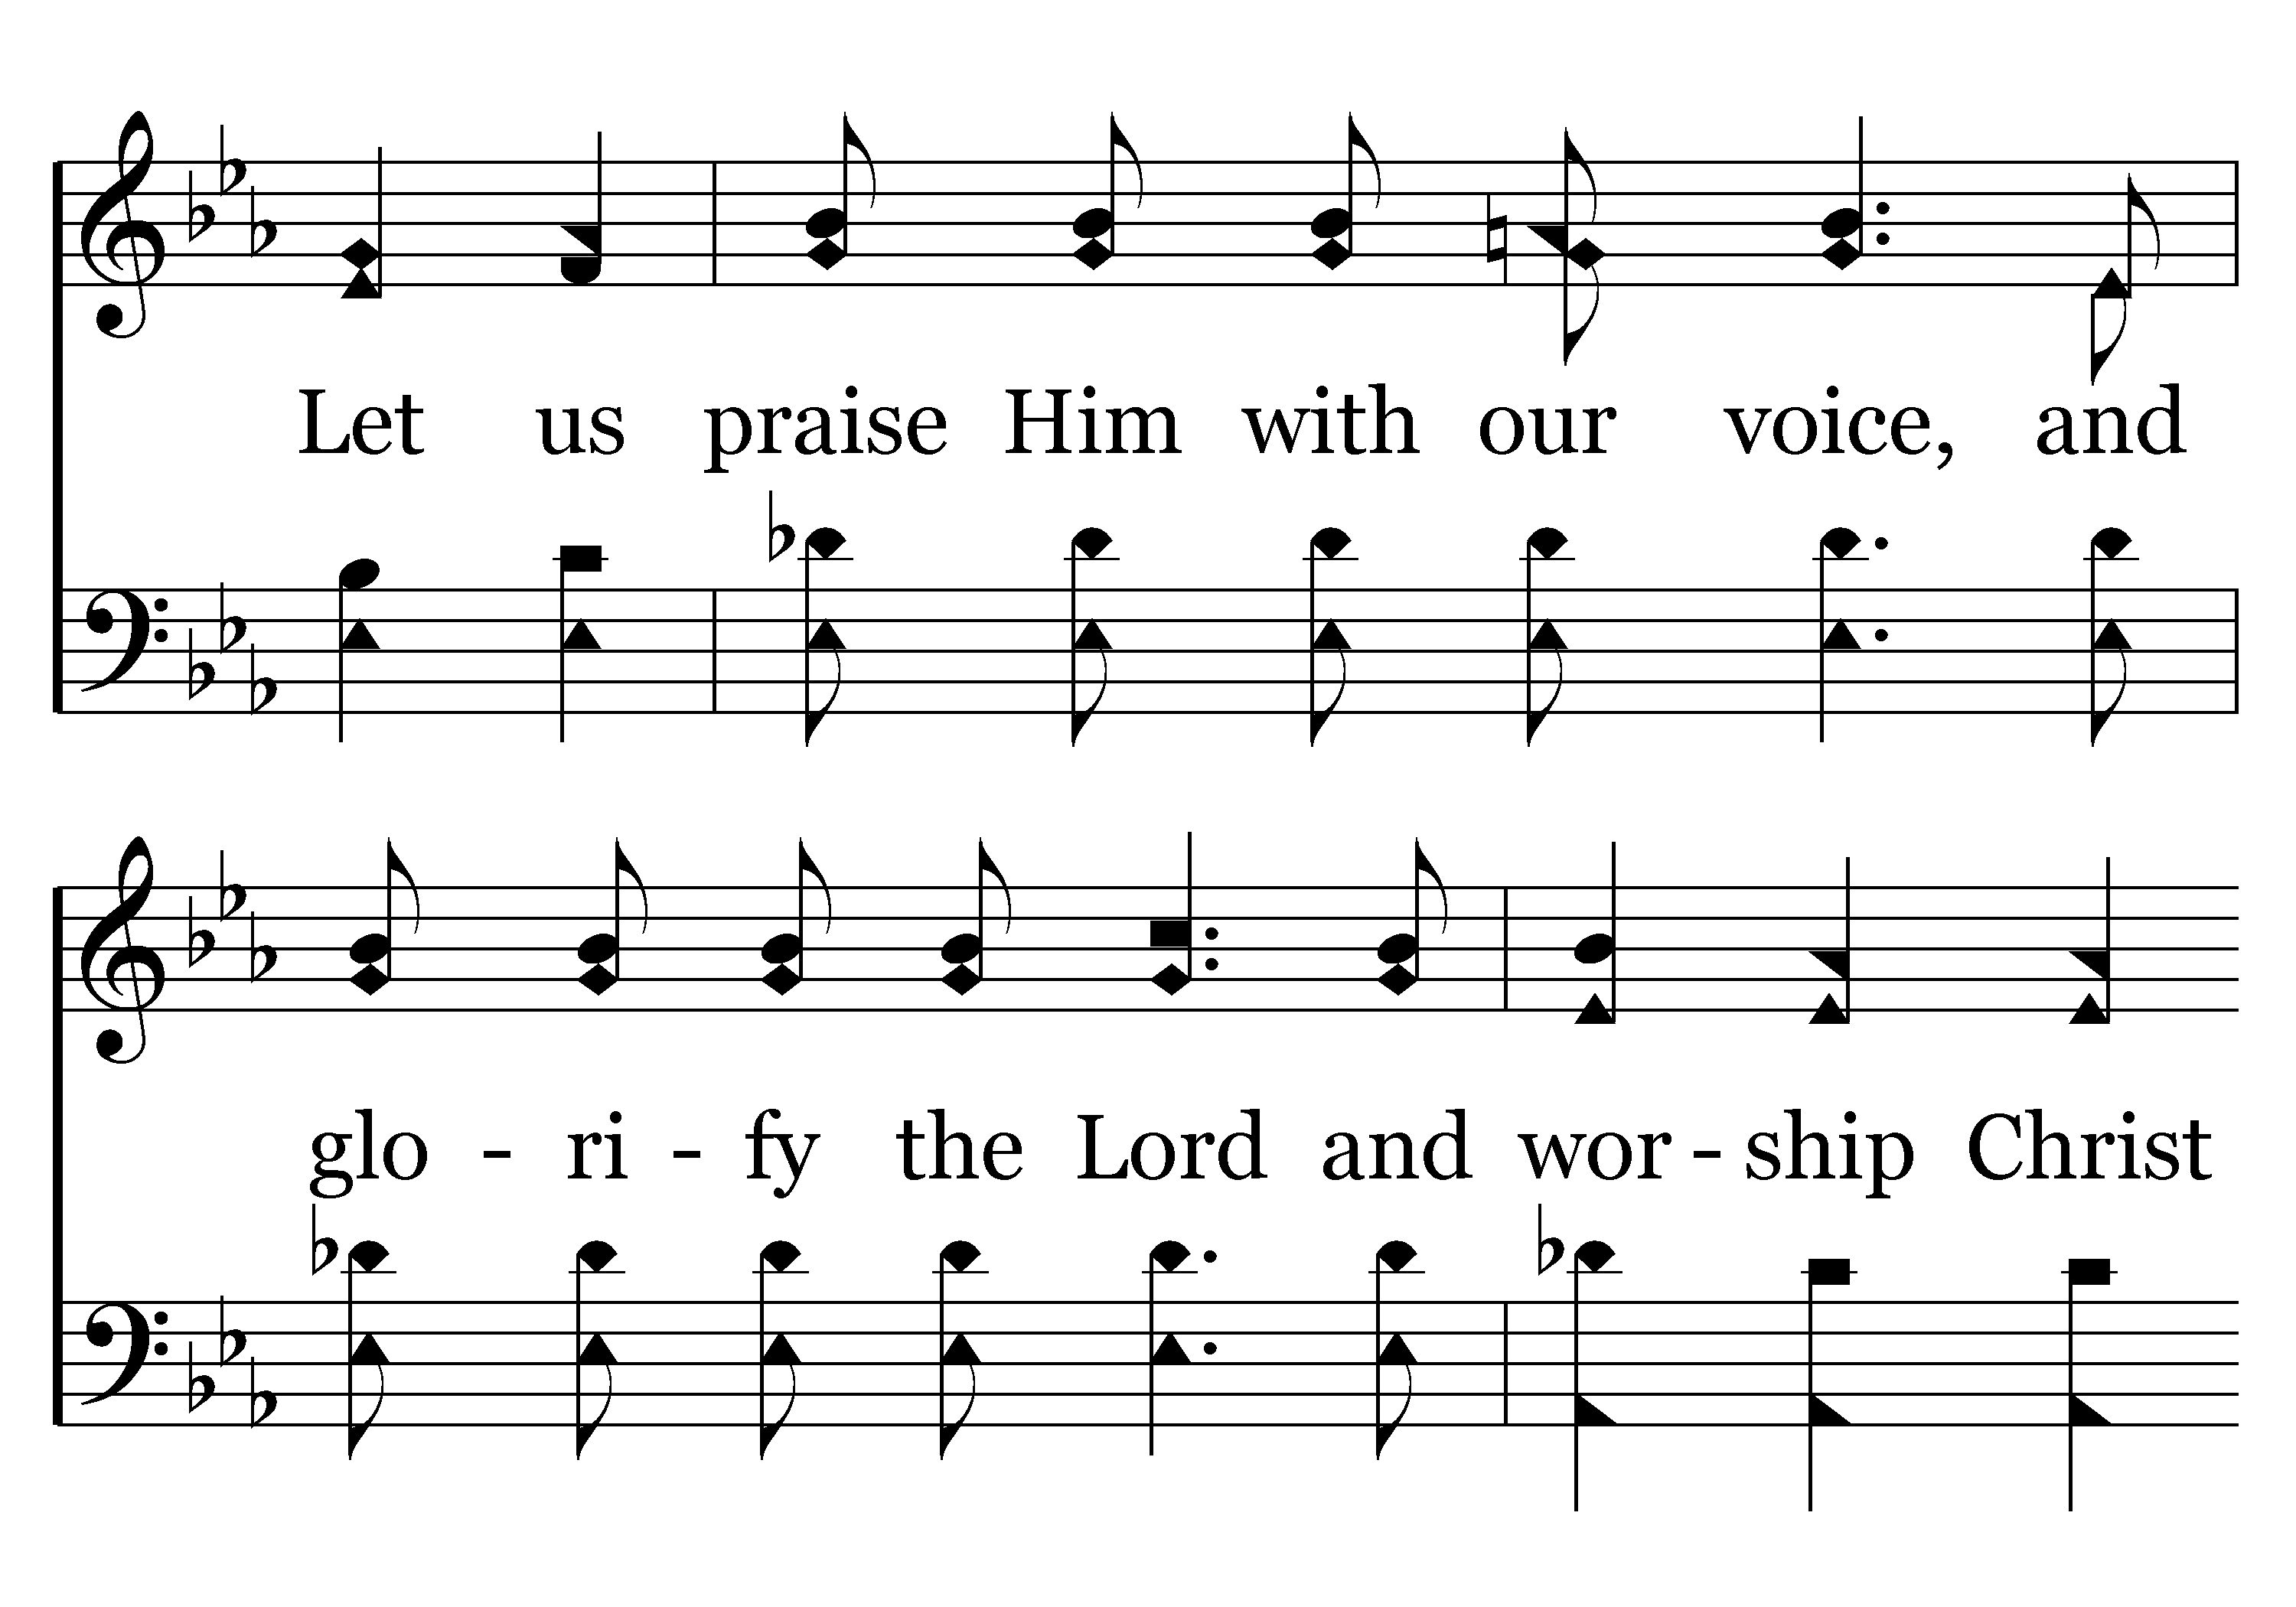 Let us praise Him with our voice, and
glo - ri - fy the Lord and wor - ship Christ